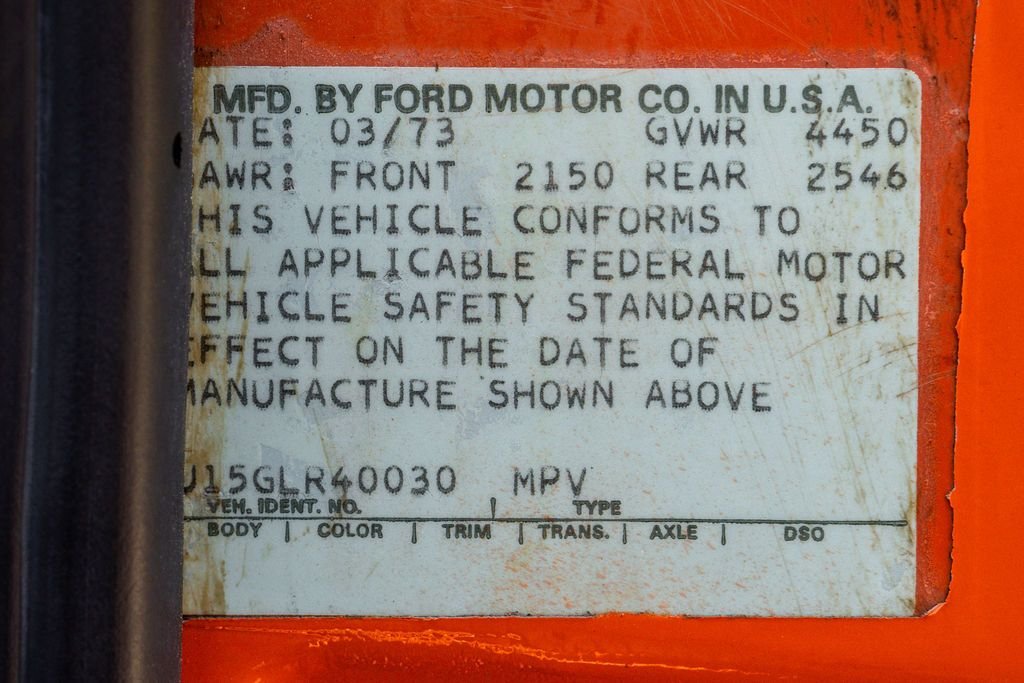 MFD. BY FORD MOTOR CO. IN U.S.A.
ATE: 03/73 GVWR 4450
AWR: FRONT 2150 REAR 2546
HIS VEHICLE CONFORMS TO
LL APPLICABLE FEDERAL MOTOR
EHICLE SAFETY STANDARDS IN
EFFECT ON THE DATE OF
MANUFACTURE SHOWN ABOVE
U15GLR40030 MPV
VEH. IDENT. NO. | TYPE
BODY | COLOR | TRIM | TRANS. | AXLE | DSO